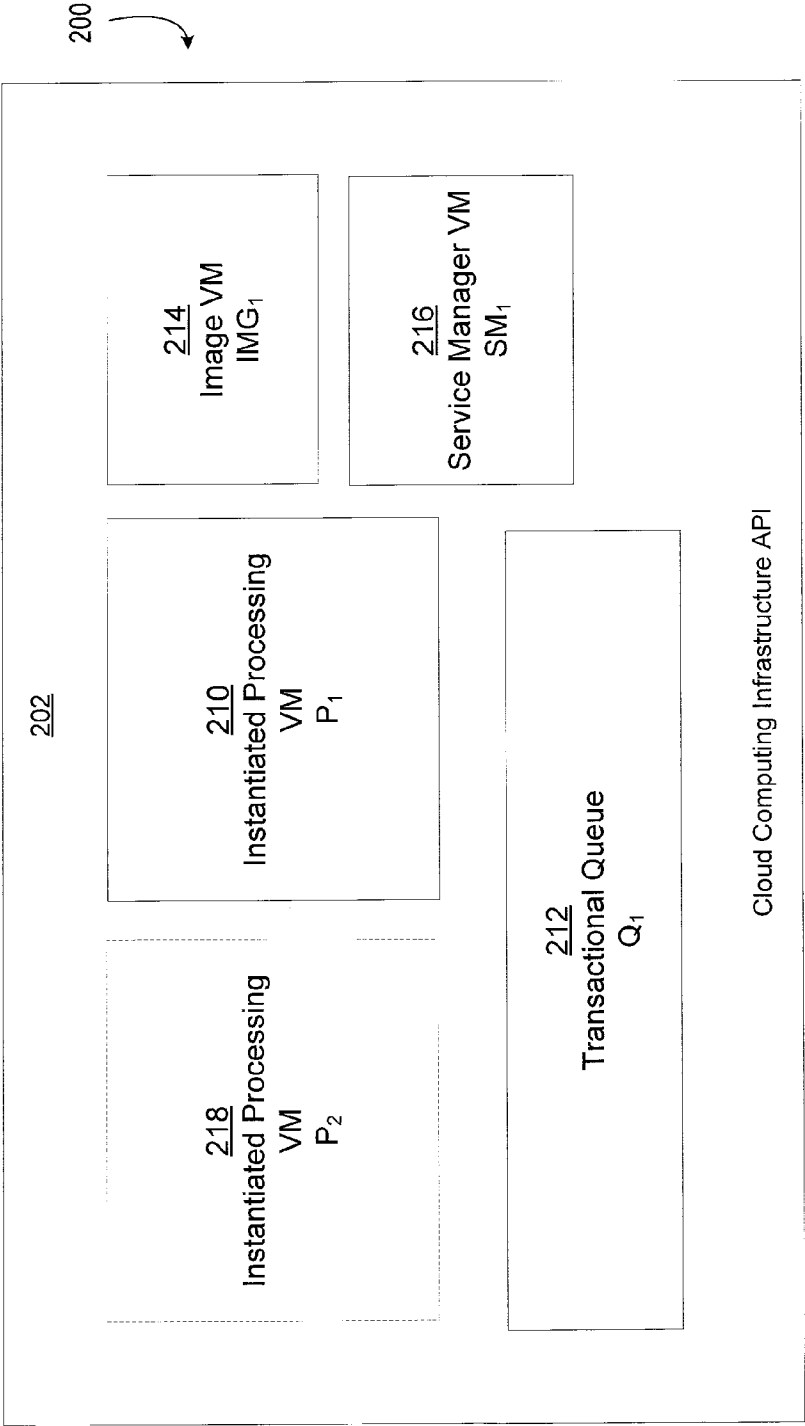 200
202
218
Instantiated Processing
VM
P₂
210
Instantiated Processing
VM
P₁
214
Image VM
IMG₁
212
Transactional Queue
Q₁
216
Service Manager VM
SM₁
Cloud Computing Infrastructure API